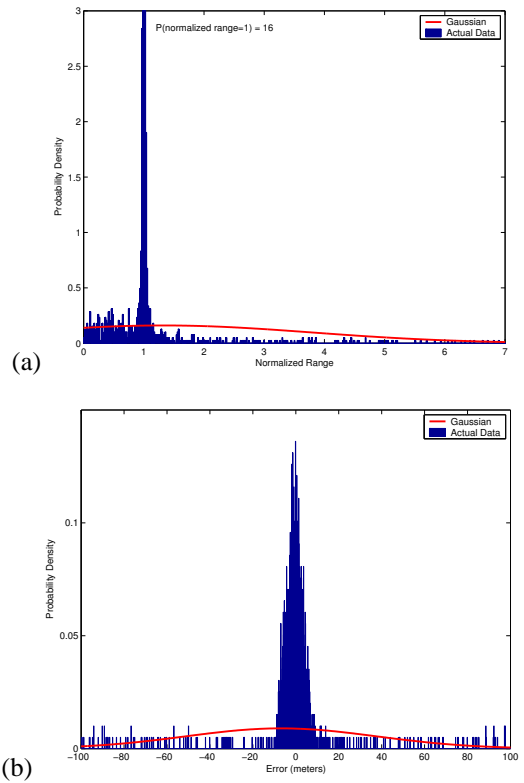 3
P(normalized range=1) = 16
Gaussian
Actual Data
2.5
2
Probability Density
1.5
1
0.5
0
0 1 2 3 4 5 6 7
Normalized Range
(a)
Gaussian
Actual Data
0.1
Probability Density
0.05
0
−100 −80 −60 −40 −20 0 20 40 60 80 100
Error (meters)
(b)